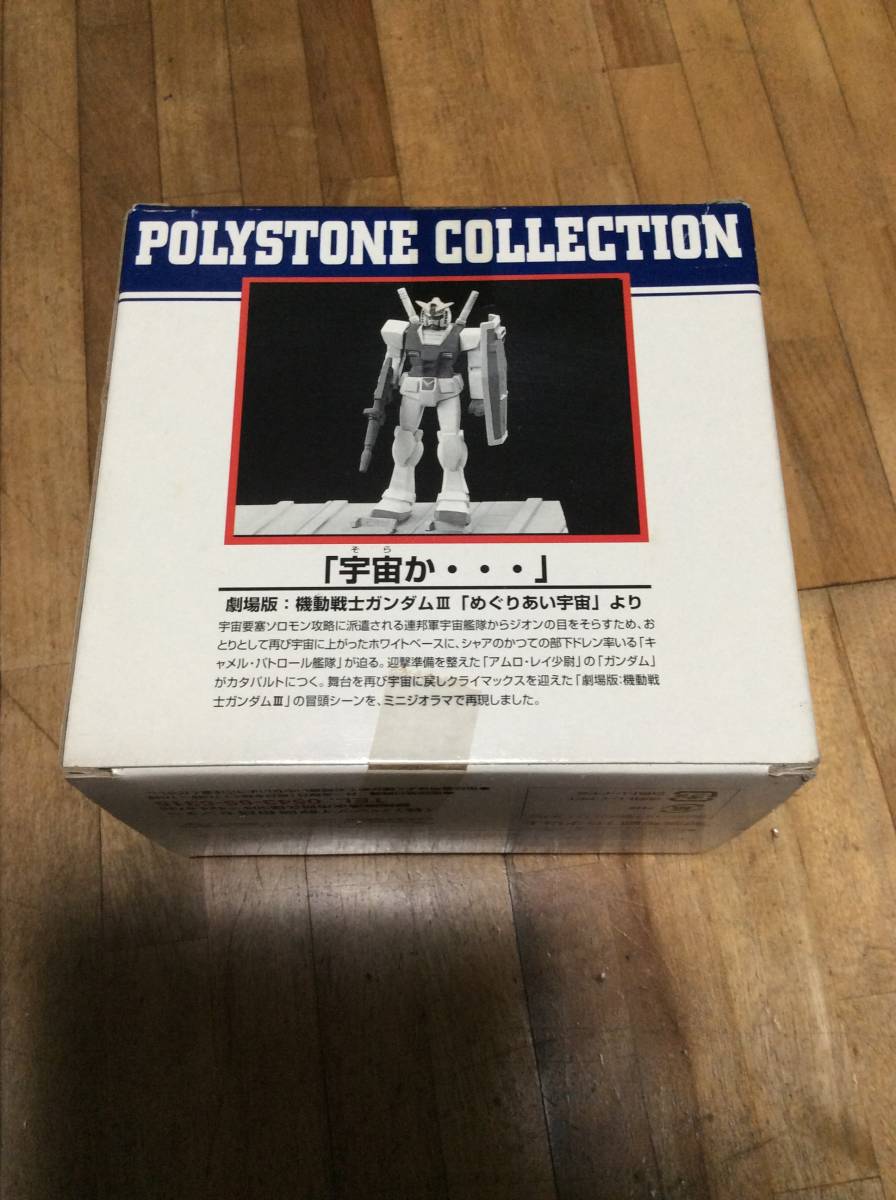 POLYSTONE COLLECTION
そら
「宇宙か・・・」
劇場版：機動戦士ガンダムⅢ「めぐりあい宇宙」より
宇宙要塞ソロモン攻略に派遣される連邦軍宇宙艦隊からジオンの目をそらすため、お
とりとして再び宇宙に上がったホワイトベースに、シャアのかつての部下ドレン率いる「キ
ャメル・パトロール艦隊」が迫る。迎撃準備を整えた「アムロ・レイ少尉」の「ガンダム」
がカタパルトにつく。舞台を再び宇宙に戻しクライマックスを迎えた「劇場版：機動戦
士ガンダムⅢ」の冒頭シーンを、ミニジオラマで再現しました。